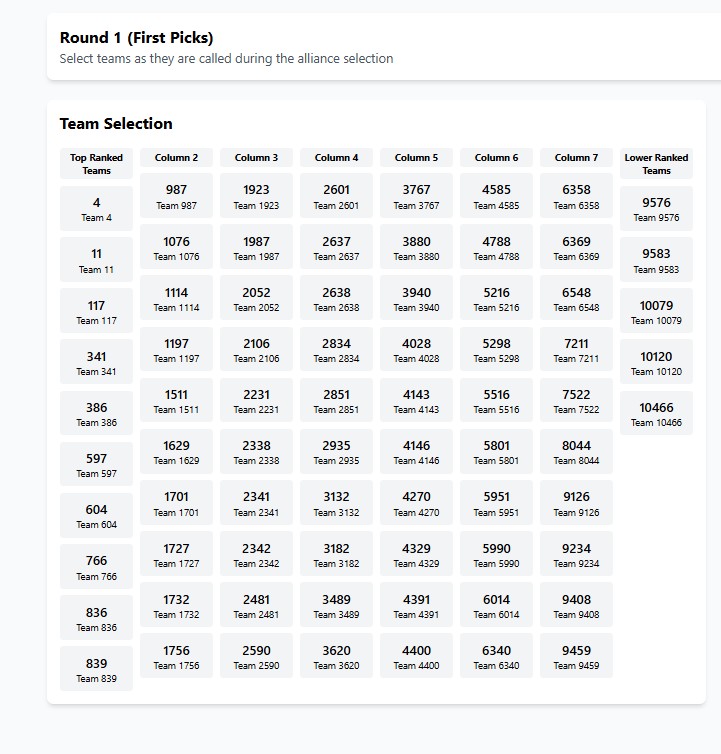 Round 1 (First Picks)
Select teams as they are called during the alliance selection
Team Selection
Top Ranked
Teams
4
Team 4
11
Team 11
117
Team 117
341
Team 341
386
Team 386
597
Team 597
604
Team 604
766
Team 766
836
Team 836
839
Team 839
Column 2
987
Team 987
1076
Team 1076
1114
Team 1114
1197
Team 1197
1511
Team 1511
1629
Team 1629
1701
Team 1701
1727
Team 1727
1732
Team 1732
1756
Team 1756
Column 3
1923
Team 1923
1987
Team 1987
2052
Team 2052
2106
Team 2106
2231
Team 2231
2338
Team 2338
2341
Team 2341
2342
Team 2342
2481
Team 2481
2590
Team 2590
Column 4
2601
Team 2601
2637
Team 2637
2638
Team 2638
2834
Team 2834
2851
Team 2851
2935
Team 2935
3132
Team 3132
3182
Team 3182
3489
Team 3489
3620
Team 3620
Column 5
3767
Team 3767
3880
Team 3880
3940
Team 3940
4028
Team 4028
4143
Team 4143
4146
Team 4146
4270
Team 4270
4329
Team 4329
4391
Team 4391
4400
Team 4400
Column 6
4585
Team 4585
4788
Team 4788
5216
Team 5216
5298
Team 5298
5516
Team 5516
5801
Team 5801
5951
Team 5951
5990
Team 5990
6014
Team 6014
6340
Team 6340
Column 7
6358
Team 6358
6369
Team 6369
6548
Team 6548
7211
Team 7211
7522
Team 7522
8044
Team 8044
9126
Team 9126
9234
Team 9234
9408
Team 9408
9459
Team 9459
Lower Ranked
Teams
9576
Team 9576
9583
Team 9583
10079
Team 10079
10120
Team 10120
10466
Team 10466